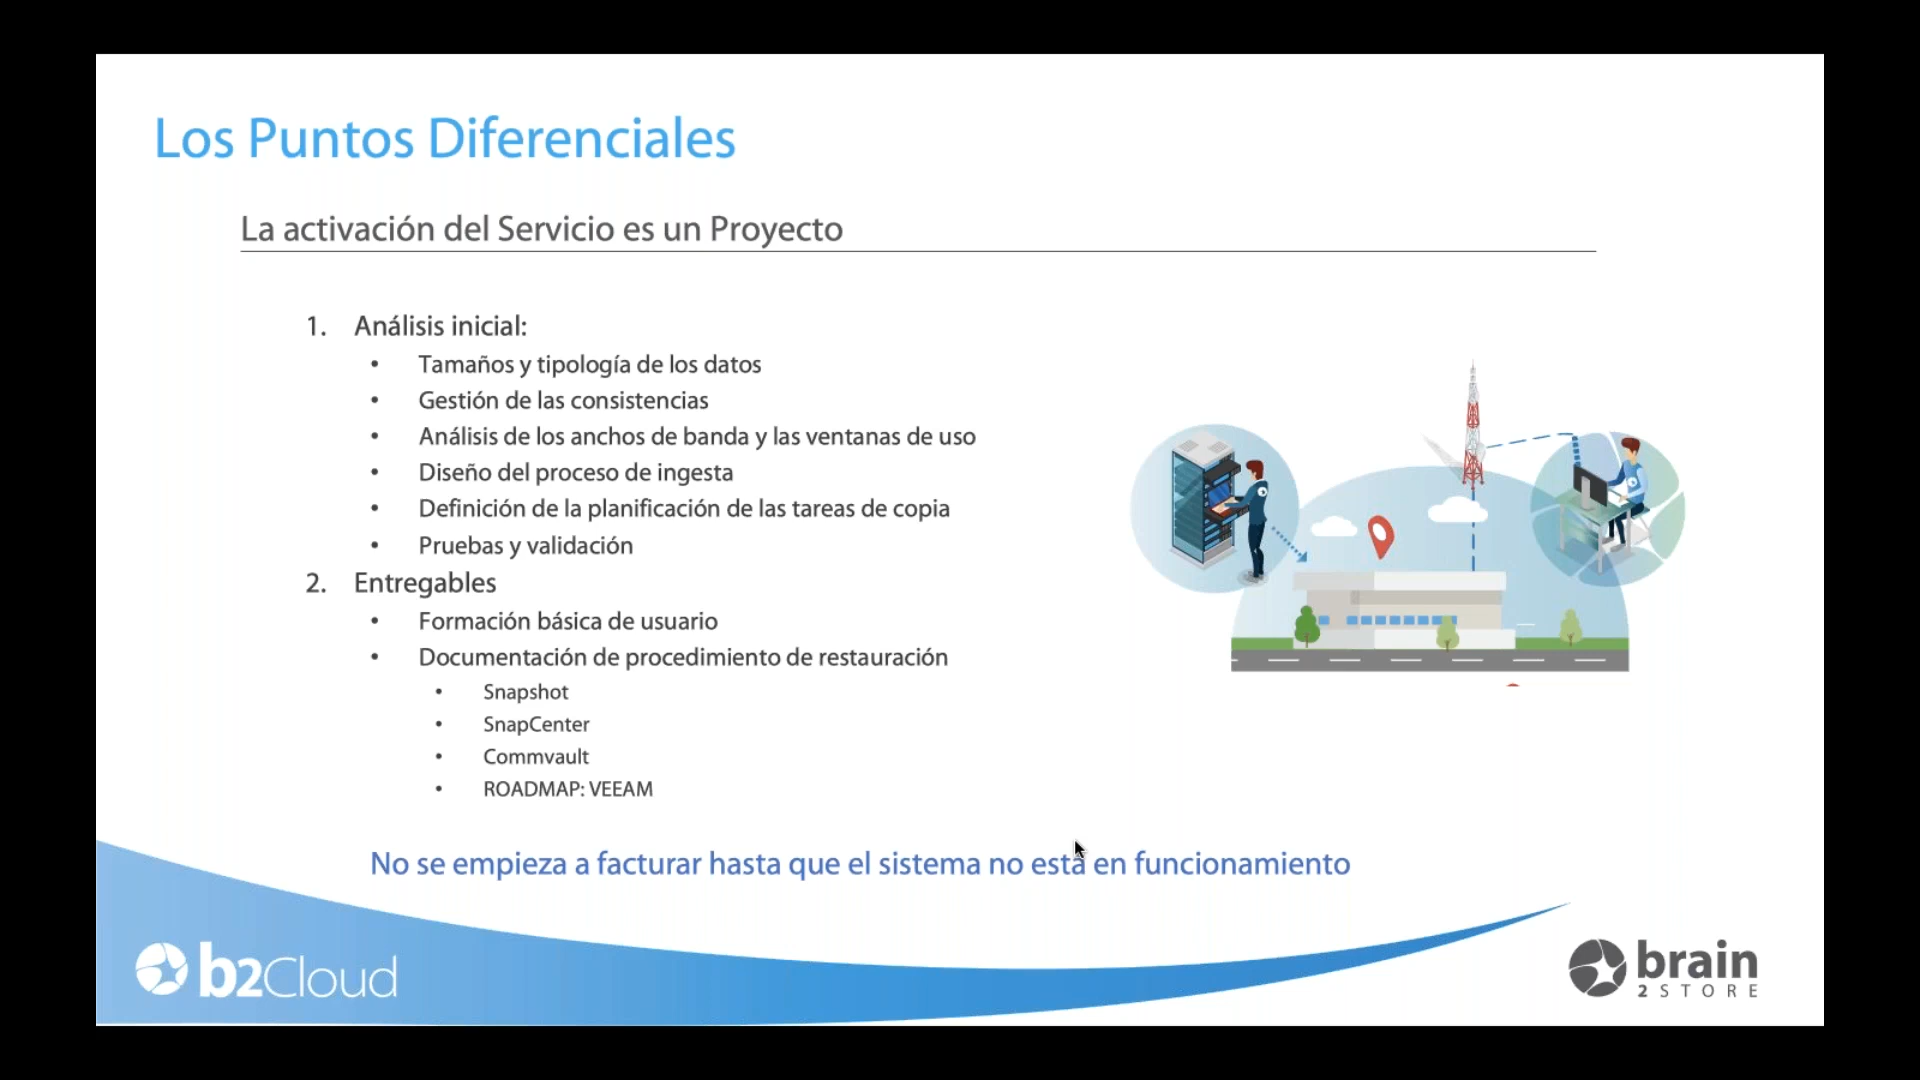 Los Puntos Diferenciales
La activación del Servicio es un Proyecto
1. Análisis inicial:
• Tamaños y tipología de los datos
• Gestión de las consistencias
• Análisis de los anchos de banda y las ventanas de uso
• Diseño del proceso de ingesta
• Definición de la planificación de las tareas de copia
• Pruebas y validación
2. Entregables
• Formación básica de usuario
• Documentación de procedimiento de restauración
• Snapshot
• SnapCenter
• Commvault
• ROADMAP: VEEAM
No se empieza a facturar hasta que el sistema no está en funcionamiento
b2Cloud
brain
2 STORE